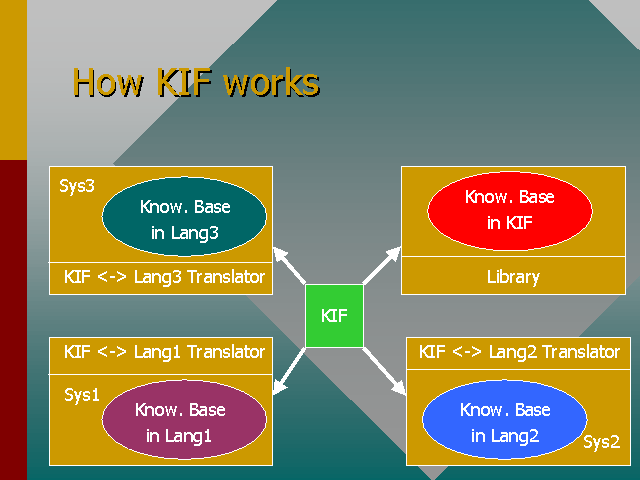 How KIF works
Sys3
Know. Base
in Lang3
KIF <-> Lang3 Translator
Know. Base
in KIF
Library
KIF
KIF <-> Lang1 Translator
Sys1
Know. Base
in Lang1
KIF <-> Lang2 Translator
Know. Base
in Lang2
Sys2